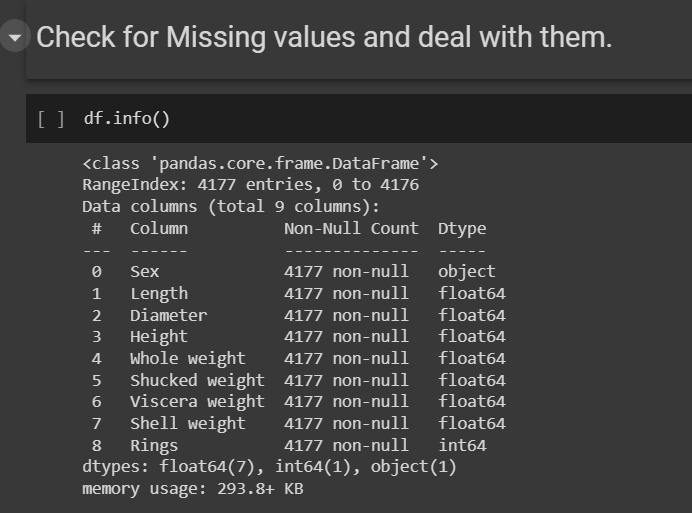 Check for Missing values and deal with them.
[ ] df.info()
<class 'pandas.core.frame.DataFrame'>
RangeIndex: 4177 entries, 0 to 4176
Data columns (total 9 columns):
 #   Column          Non-Null Count  Dtype
---  ------          --------------  -----
 0   Sex             4177 non-null   object
 1   Length          4177 non-null   float64
 2   Diameter        4177 non-null   float64
 3   Height          4177 non-null   float64
 4   Whole weight    4177 non-null   float64
 5   Shucked weight  4177 non-null   float64
 6   Viscera weight  4177 non-null   float64
 7   Shell weight    4177 non-null   float64
 8   Rings           4177 non-null   int64
dtypes: float64(7), int64(1), object(1)
memory usage: 293.8+ KB